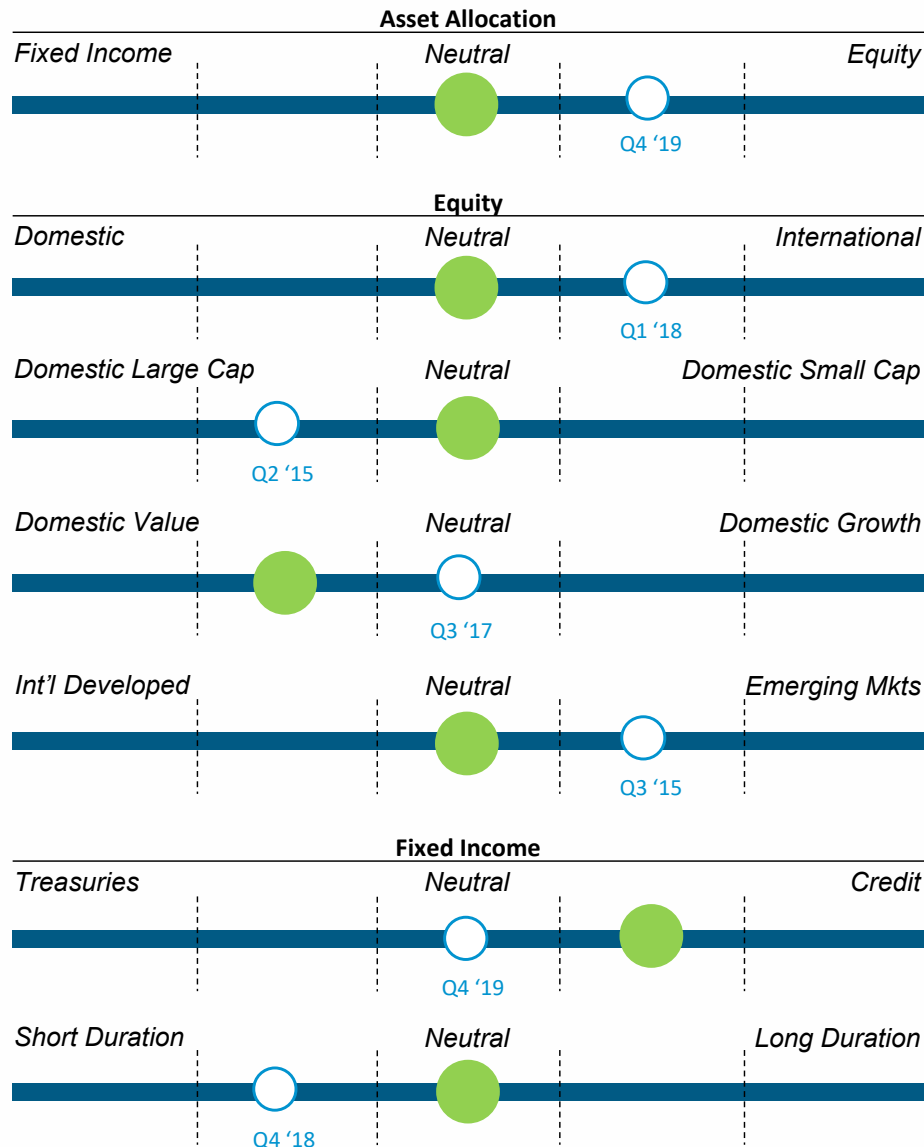 Asset Allocation
Fixed Income Neutral Equity
Q4 ‘19
Equity
Domestic Neutral International
Q1 ‘18
Domestic Large Cap Neutral Domestic Small Cap
Q2 ‘15
Domestic Value Neutral Domestic Growth
Q3 ‘17
Int’l Developed Neutral Emerging Mkts
Q3 ‘15
Fixed Income
Treasuries Neutral Credit
Q4 ‘19
Short Duration Neutral Long Duration
Q4 ‘18